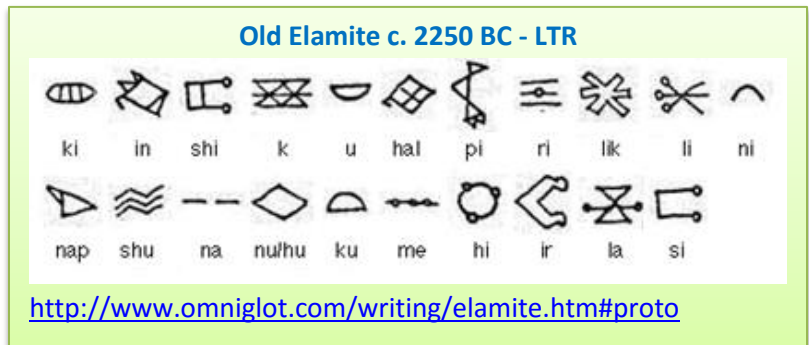 Old Elamite c. 2250 BC - LTR
ki in shi k u hal pi ri lik li ni
nap shu na nu/hu ku me hi ir la si
http://www.omniglot.com/writing/elamite.htm#proto